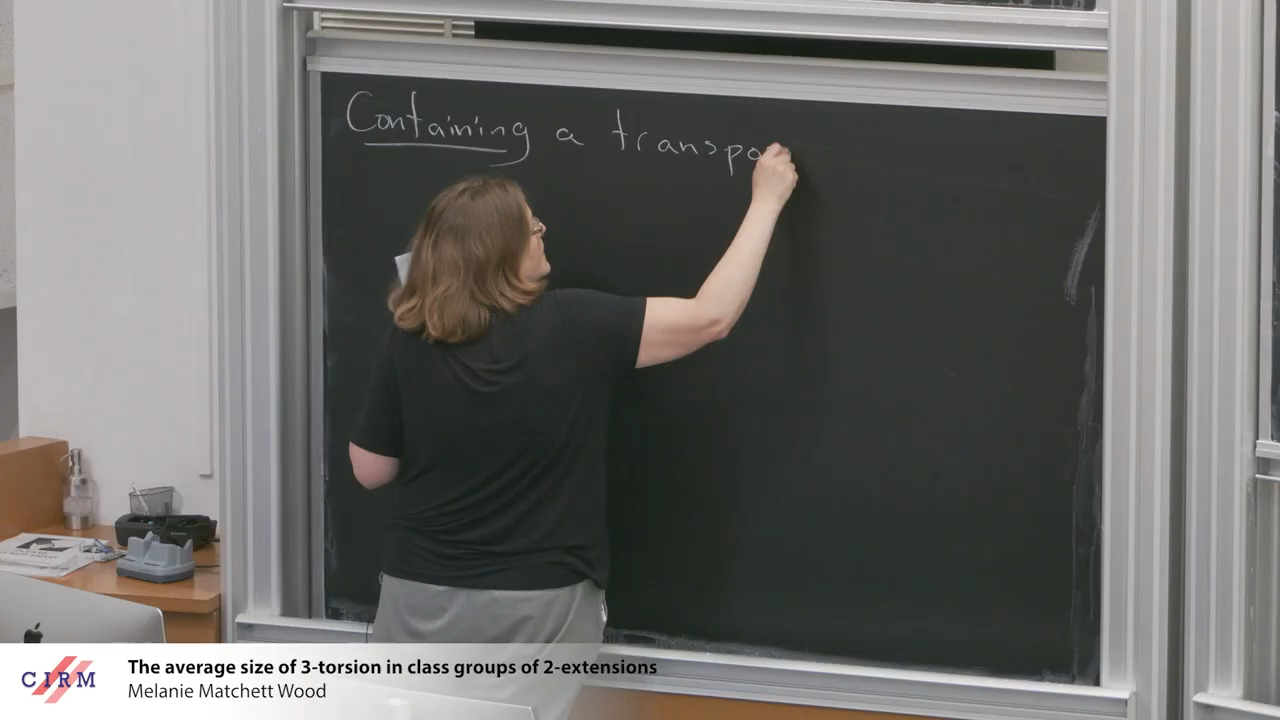 Containing a transpo
CIRM
The average size of 3-torsion in class groups of 2-extensions
Melanie Matchett Wood